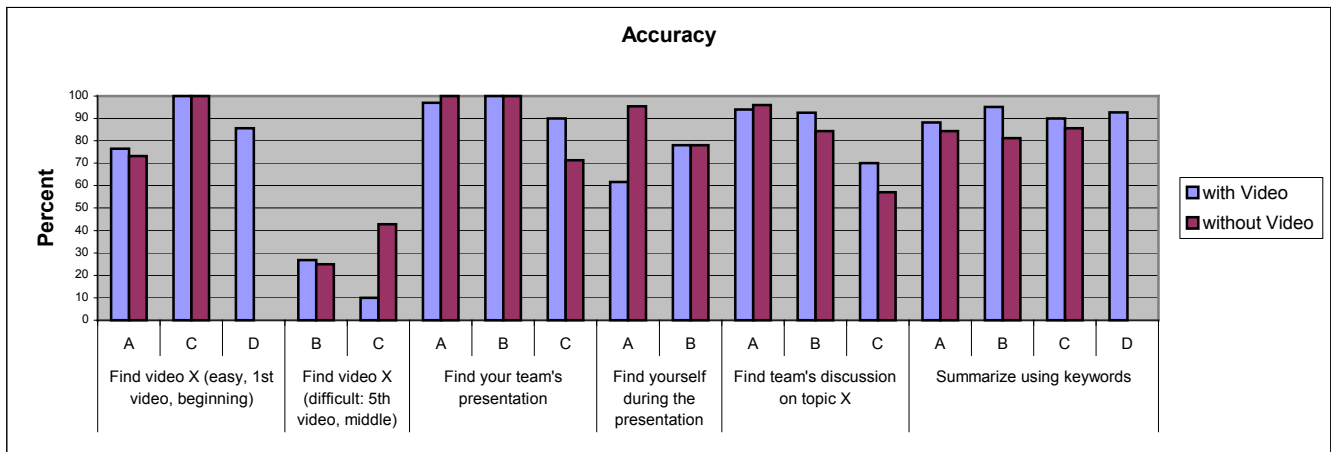 Accuracy
Percent
100
90
80
70
60
50
40
30
20
10
0
A C D B C A B C A B A B C A B C D
Find video X (easy, 1st
video, beginning)
Find video X
(difficult: 5th
video, middle)
Find your team's
presentation
Find yourself
during the
presentation
Find team's discussion
on topic X
Summarize using keywords
with Video
without Video